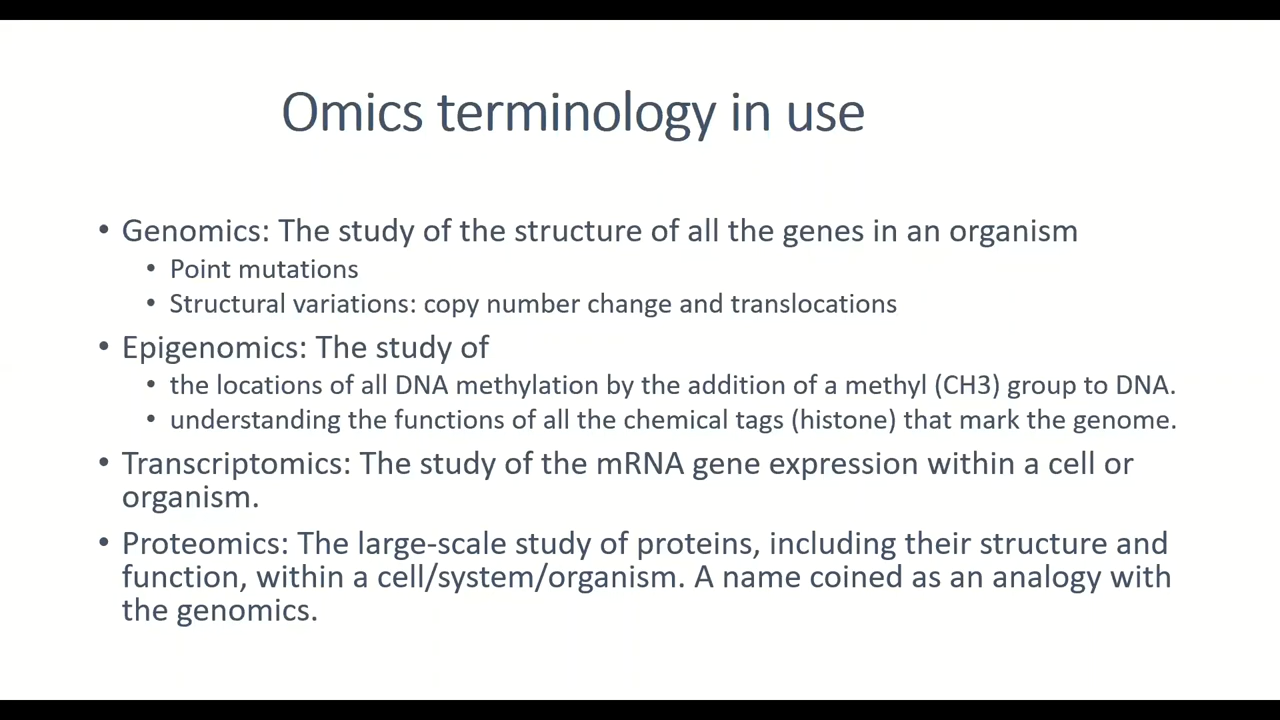 Omics terminology in use
• Genomics: The study of the structure of all the genes in an organism
• Point mutations
• Structural variations: copy number change and translocations
• Epigenomics: The study of
• the locations of all DNA methylation by the addition of a methyl (CH3) group to DNA.
• understanding the functions of all the chemical tags (histone) that mark the genome.
• Transcriptomics: The study of the mRNA gene expression within a cell or
organism.
• Proteomics: The large-scale study of proteins, including their structure and
function, within a cell/system/organism. A name coined as an analogy with
the genomics.